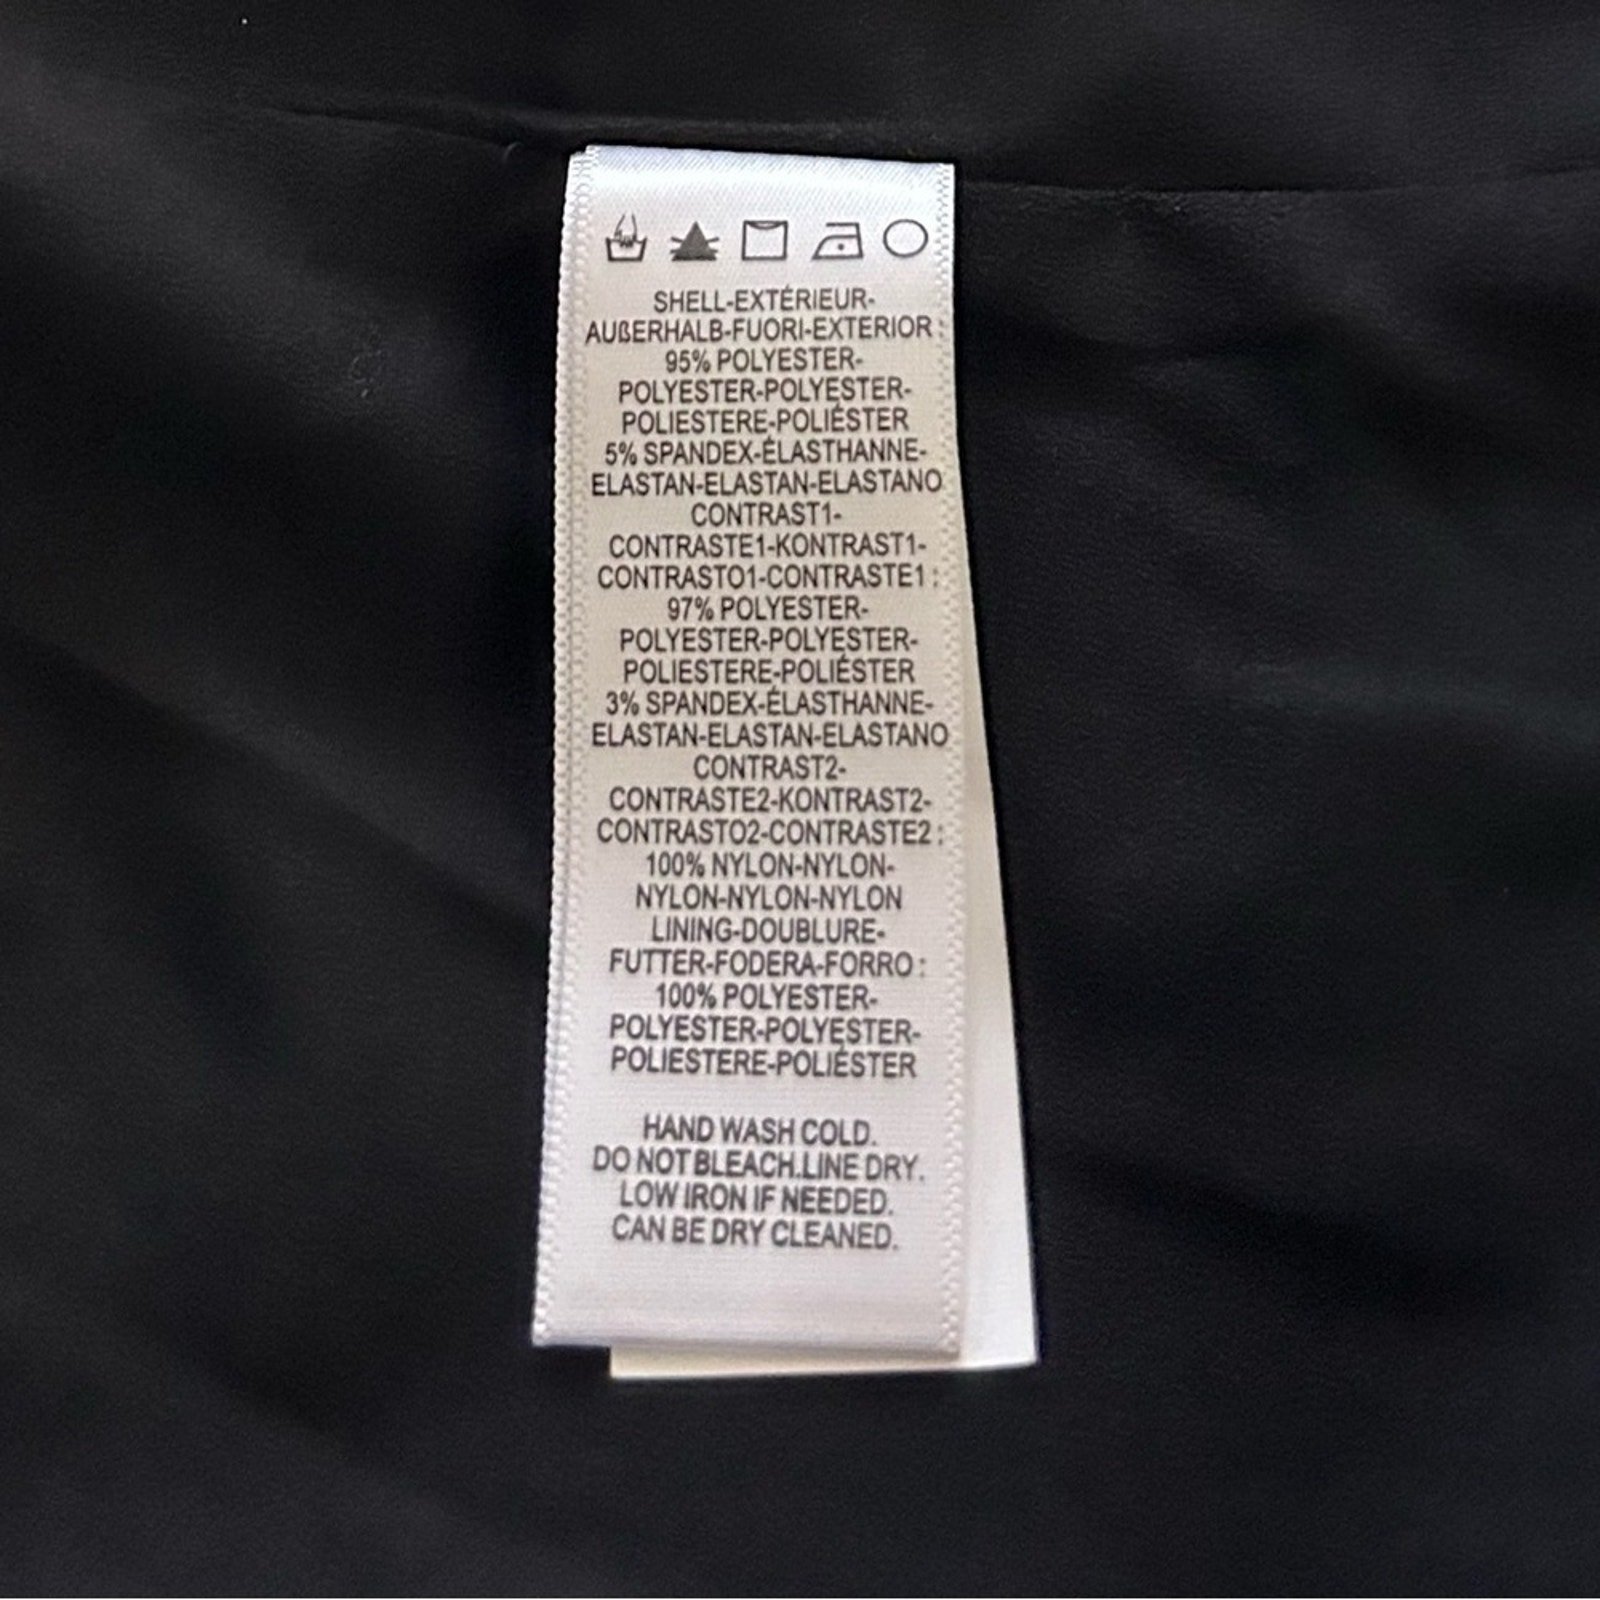 SHELL-EXTÉRIEUR-
AUßERHALB-FUORI-EXTERIOR :
95% POLYESTER-
POLYESTER-POLYESTER-
POLIESTERE-POLIÉSTER
5% SPANDEX-ÉLASTHANNE-
ELASTAN-ELASTAN-ELASTANO
CONTRAST1-
CONTRASTE1-KONTRAST1-
CONTRASTO1-CONTRASTE1 :
97% POLYESTER-
POLYESTER-POLYESTER-
POLIESTERE-POLIÉSTER
3% SPANDEX-ÉLASTHANNE-
ELASTAN-ELASTAN-ELASTANO
CONTRAST2-
CONTRASTE2-KONTRAST2-
CONTRASTO2-CONTRASTE2 :
100% NYLON-NYLON-
NYLON-NYLON-NYLON
LINING-DOUBLURE-
FUTTER-FODERA-FORRO :
100% POLYESTER-
POLYESTER-POLYESTER-
POLIESTERE-POLIÉSTER
HAND WASH COLD.
DO NOT BLEACH.LINE DRY.
LOW IRON IF NEEDED.
CAN BE DRY CLEANED.